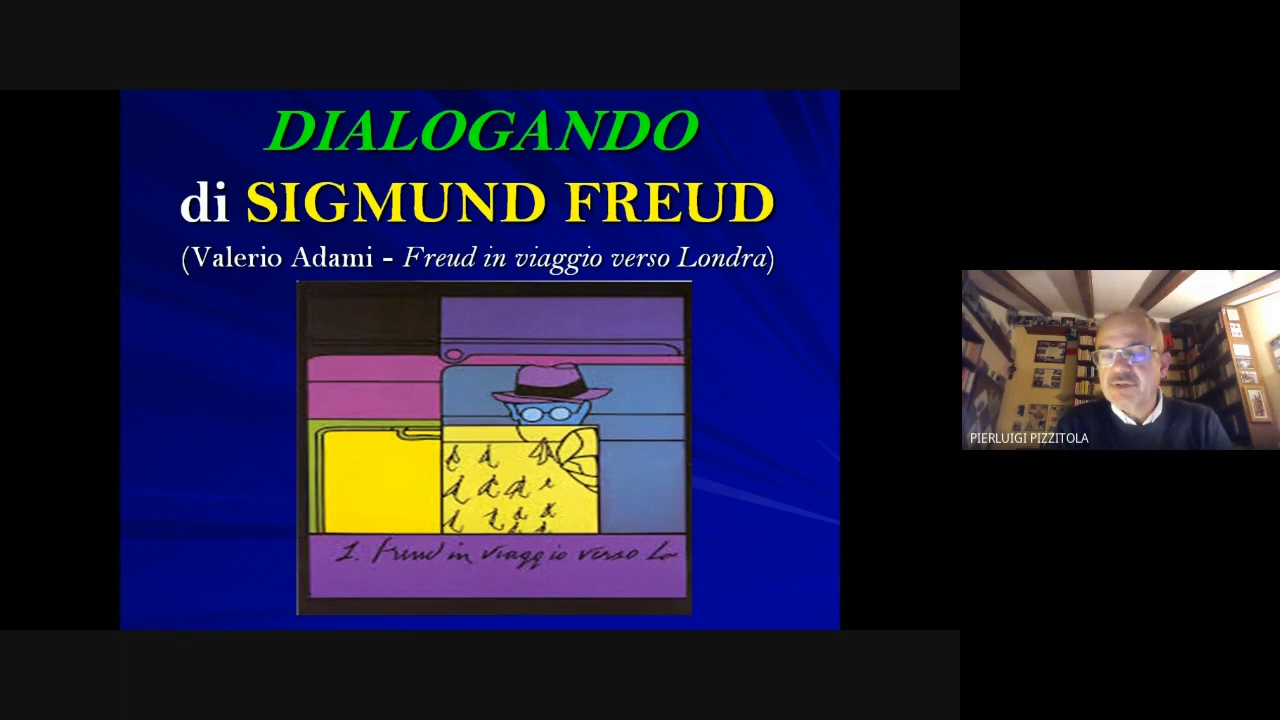 DIALOGANDO
di SIGMUND FREUD
(Valerio Adami - Freud in viaggio verso Londra)
1. Freud in viaggio verso Lo
PIERLUIGI PIZZITOLA